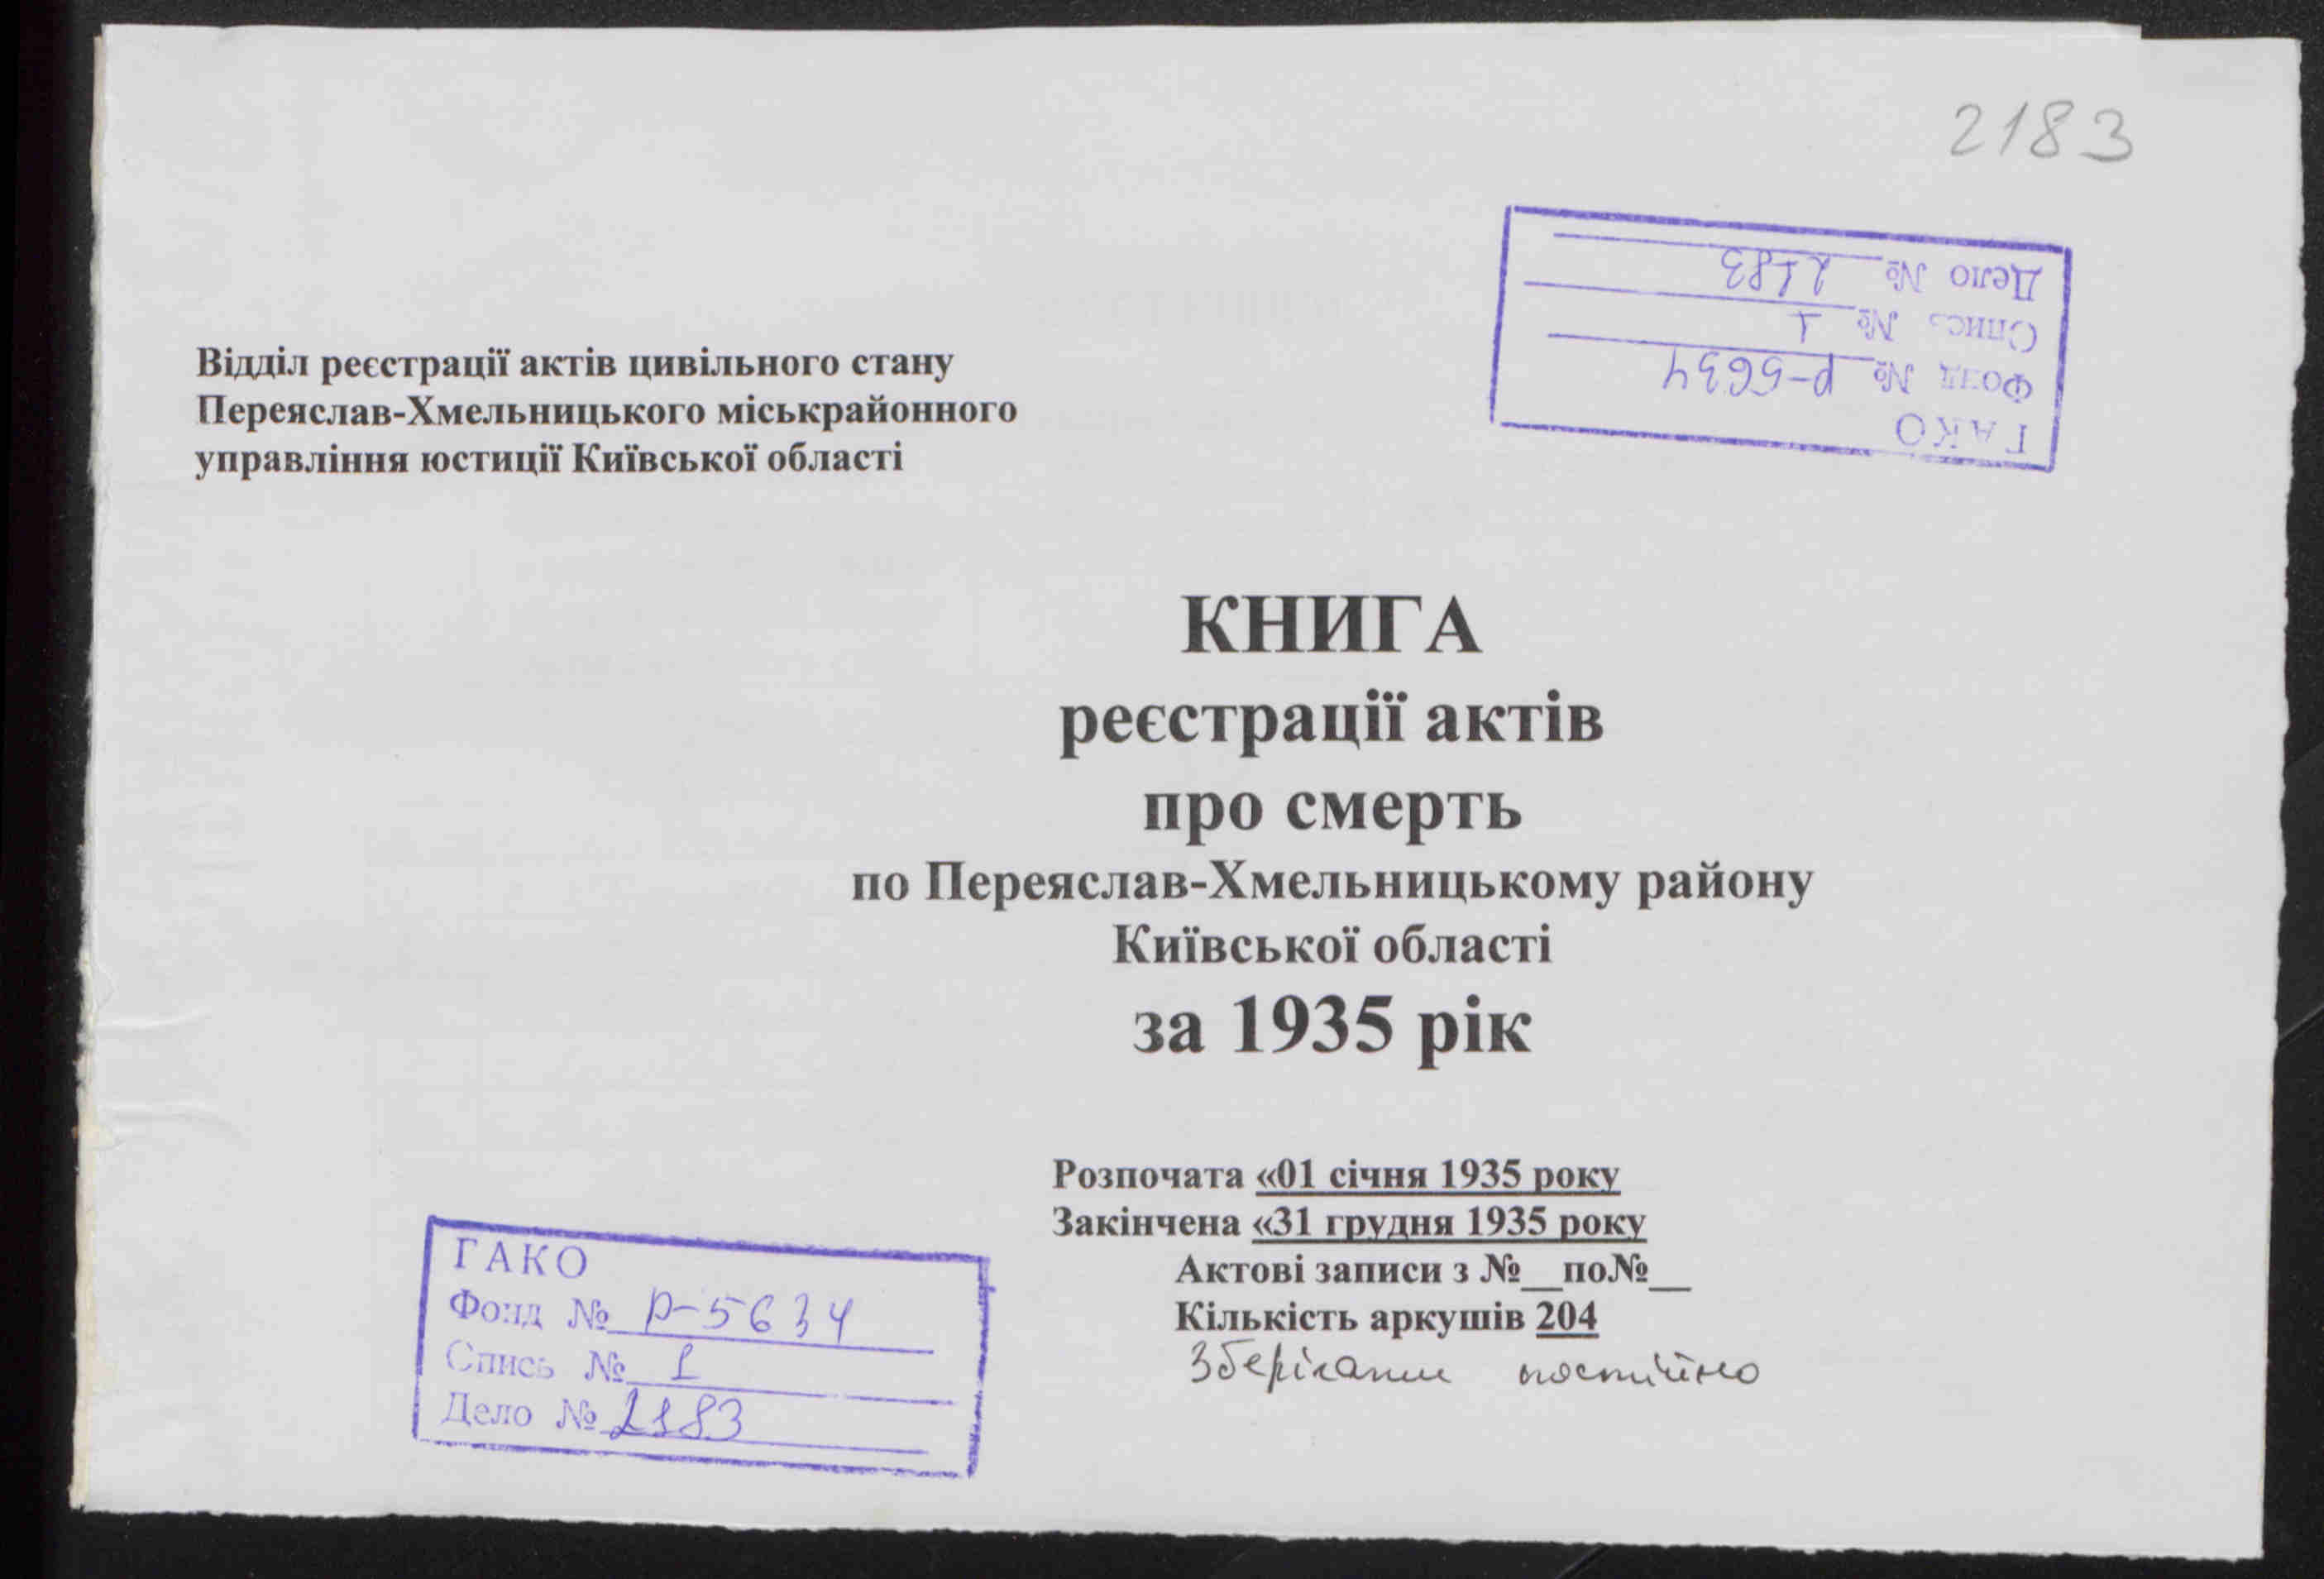 2183
Дело № 2183
Опись № 1
Фонд № Р-5634
ГАКО
Відділ реєстрації актів цивільного стану
Переяслав-Хмельницького міськрайонного
управління юстиції Київської області
КНИГА
реєстрації актів
про смерть
по Переяслав-Хмельницькому району
Київської області
за 1935 рік
Розпочата «01 січня 1935 року
Закінчена «31 грудня 1935 року
Актові записи з №__по№__
Кількість аркушів 204
Зберігати постійно
ГАКО
Фонд № Р-5634
Опись № 1
Дело № 2183